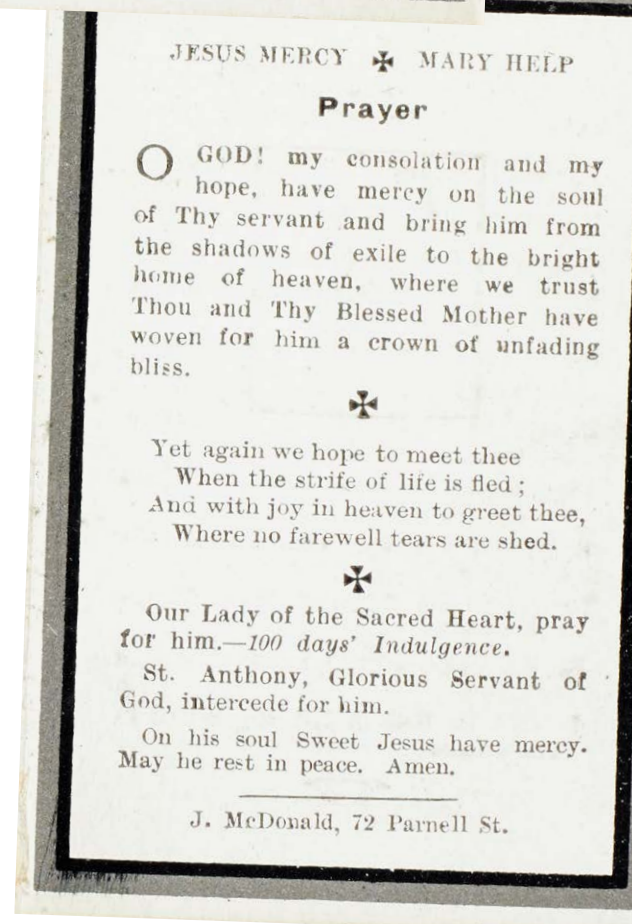 JESUS MERCY ✠ MARY HELP
Prayer
O GOD! my consolation and my
hope, have mercy on the soul
of Thy servant and bring him from
the shadows of exile to the bright
home of heaven, where we trust
Thou and Thy Blessed Mother have
woven for him a crown of unfading
bliss.
✠
Yet again we hope to meet thee
When the strife of life is fled;
And with joy in heaven to greet thee,
Where no farewell tears are shed.
✠
Our Lady of the Sacred Heart, pray
for him.—100 days' Indulgence.
St. Anthony, Glorious Servant of
God, intercede for him.
On his soul Sweet Jesus have mercy.
May he rest in peace. Amen.
J. McDonald, 72 Parnell St.